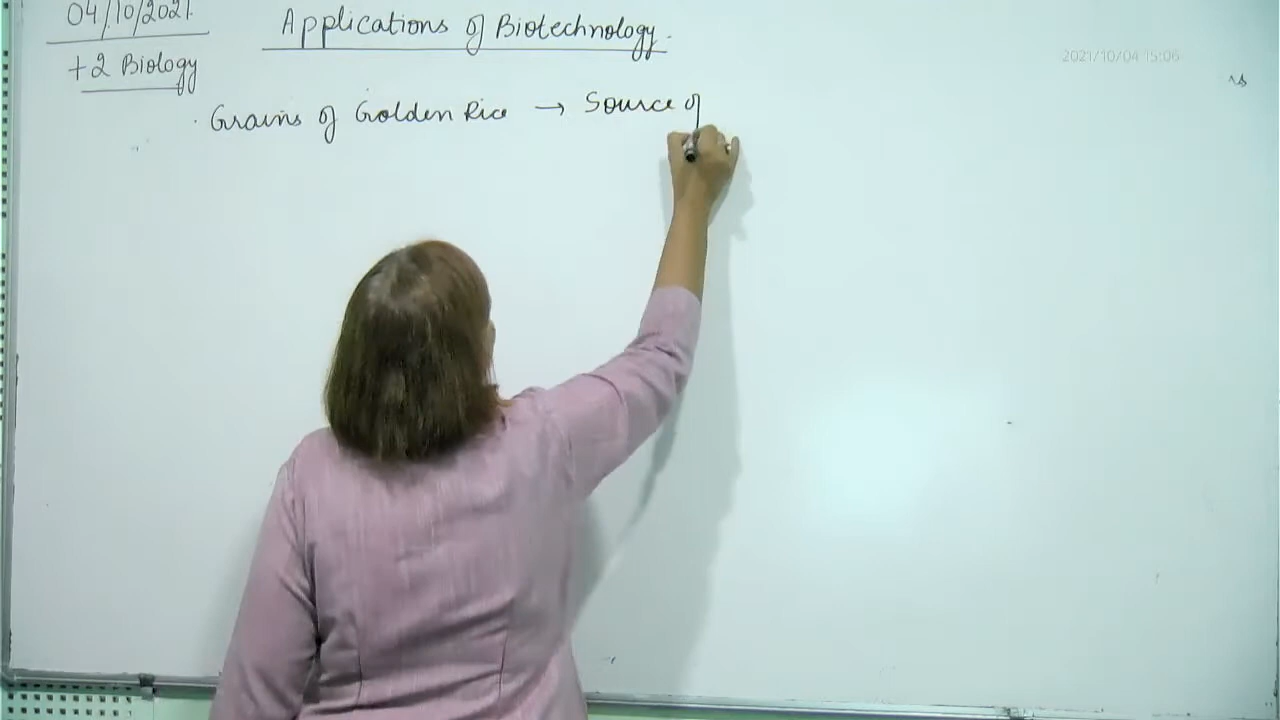 04/10/2021.
Applications of Biotechnology.
+2 Biology
2021/10/04 15:06
Grains of Golden Rice → Source of